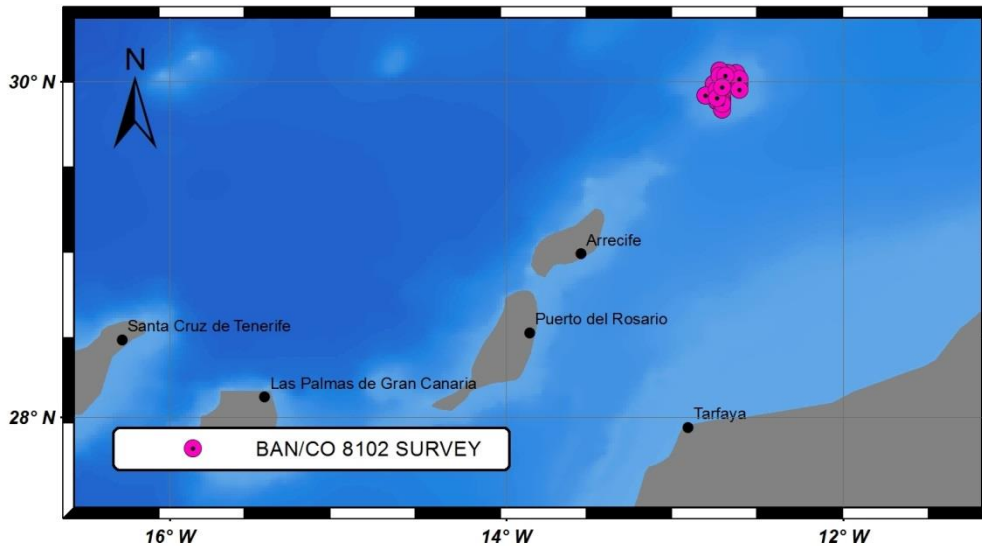 N
30° N
Arrecife
Puerto del Rosario
Santa Cruz de Tenerife
Las Palmas de Gran Canaria
28° N
Tarfaya
BAN/CO 8102 SURVEY
16° W
14° W
12° W